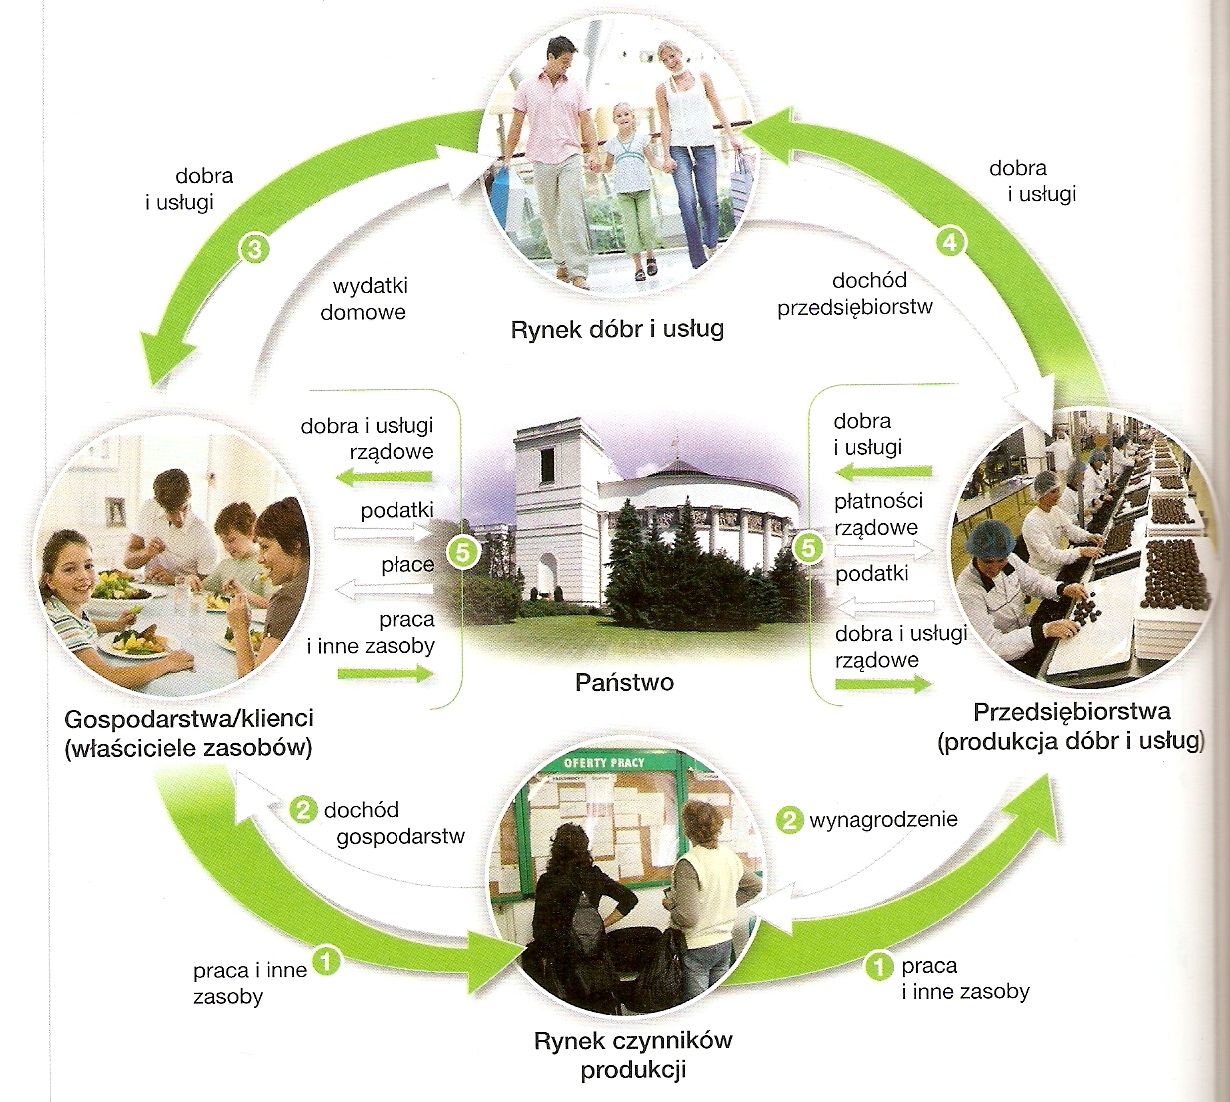 dobra
i usługi
3
wydatki
domowe
Rynek dóbr i usług
dobra
i usługi
4
dochód
przedsiębiorstw
dobra i usługi
rządowe
podatki
płace
praca
i inne zasoby
5
Państwo
5
dobra
i usługi
płatności
rządowe
podatki
dobra i usługi
rządowe
Gospodarstwa/klienci
(właściciele zasobów)
Przedsiębiorstwa
(produkcja dóbr i usług)
2 dochód
gospodarstw
OFERTY PRACY
2 wynagrodzenie
praca i inne 1
zasoby
1 praca
i inne zasoby
Rynek czynników
produkcji